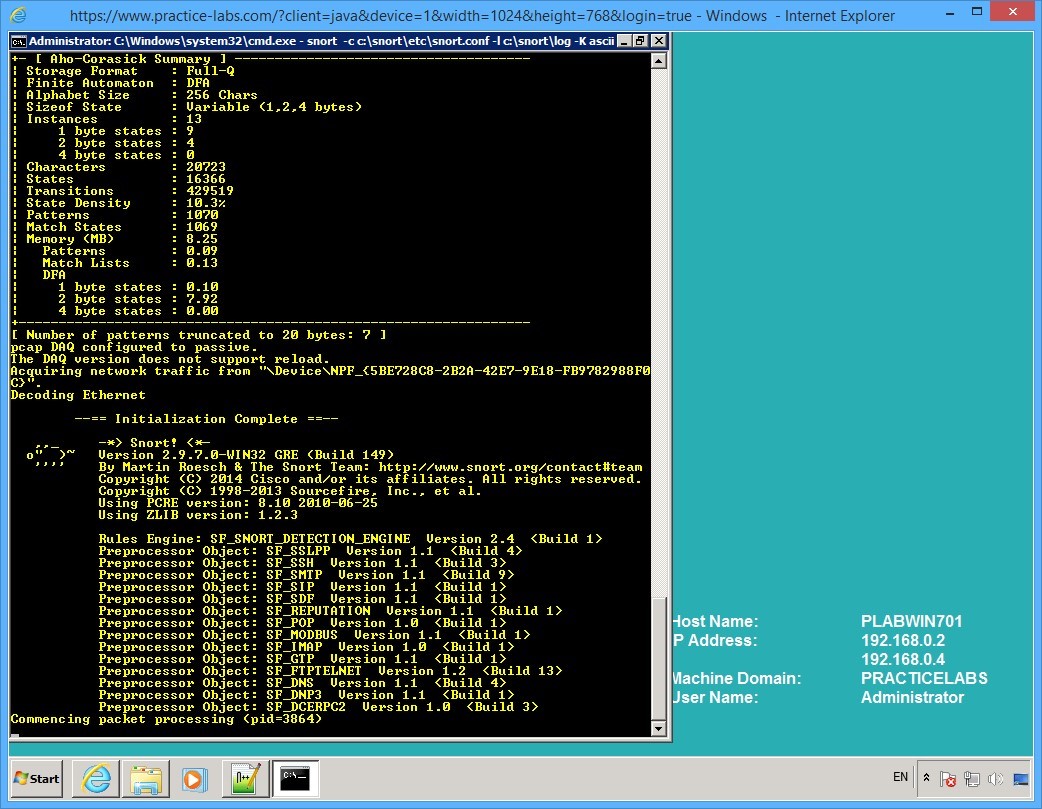 https://www.practice-labs.com/?client=java&device=1&width=1024&height=768&login=true - Windows - Internet Explorer
Administrator: C:\Windows\system32\cmd.exe - snort -c c:\snort\etc\snort.conf -l c:\snort\log -K ascii
+- [ Aho-Corasick Summary ] -------------------------------------
| Storage Format : Full-Q
| Finite Automaton : DFA
| Alphabet Size : 256 Chars
| Sizeof State : Variable (1,2,4 bytes)
| Instances : 13
| 1 byte states : 9
| 2 byte states : 4
| 4 byte states : 0
| Characters : 20723
| States : 16366
| Transitions : 429519
| State Density : 10.3%
| Patterns : 1070
| Match States : 1069
| Memory (MB) : 8.25
| Patterns : 0.09
| Match Lists : 0.13
| DFA
| 1 byte states : 0.10
| 2 byte states : 7.92
| 4 byte states : 0.00
+----------------------------------------------------------------
[ Number of patterns truncated to 20 bytes: 7 ]
pcap DAQ configured to passive.
The DAQ version does not support reload.
Acquiring network traffic from "\Device\NPF_{5BE728C8-2B2A-42E7-9E18-FB9782988F0
C}".
Decoding Ethernet
--== Initialization Complete ==--
,,_ -*> Snort! <*-
o" )~ Version 2.9.7.0-WIN32 GRE (Build 149)
'''' By Martin Roesch & The Snort Team: http://www.snort.org/contact#team
Copyright (C) 2014 Cisco and/or its affiliates. All rights reserved.
Copyright (C) 1998-2013 Sourcefire, Inc., et al.
Using PCRE version: 8.10 2010-06-25
Using ZLIB version: 1.2.3
Rules Engine: SF_SNORT_DETECTION_ENGINE Version 2.4 <Build 1>
Preprocessor Object: SF_SSLPP Version 1.1 <Build 4>
Preprocessor Object: SF_SSH Version 1.1 <Build 3>
Preprocessor Object: SF_SMTP Version 1.1 <Build 9>
Preprocessor Object: SF_SIP Version 1.1 <Build 1>
Preprocessor Object: SF_SDF Version 1.1 <Build 1>
Preprocessor Object: SF_REPUTATION Version 1.1 <Build 1>
Preprocessor Object: SF_POP Version 1.0 <Build 1>
Preprocessor Object: SF_MODBUS Version 1.1 <Build 1>
Preprocessor Object: SF_IMAP Version 1.0 <Build 1>
Preprocessor Object: SF_GTP Version 1.1 <Build 1>
Preprocessor Object: SF_FTPTELNET Version 1.2 <Build 13>
Preprocessor Object: SF_DNS Version 1.1 <Build 4>
Preprocessor Object: SF_DNP3 Version 1.1 <Build 1>
Preprocessor Object: SF_DCERPC2 Version 1.0 <Build 3>
Commencing packet processing (pid=3864)
Host Name: PLABWIN701
IP Address: 192.168.0.2
192.168.0.4
Machine Domain: PRACTICELABS
User Name: Administrator
Start
EN